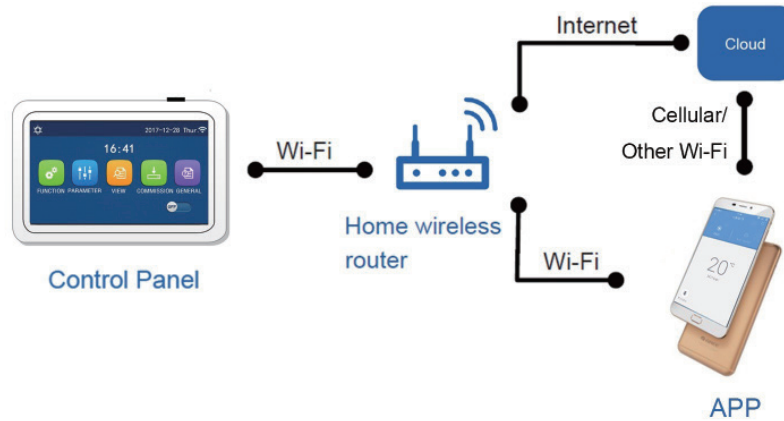 Internet
Cloud
Cellular/
Other Wi-Fi
2017-12-28 Thur
16:41
FUNCTION PARAMETER VIEW COMMISSION GENERAL
OFF
Wi-Fi
Home wireless
router
Control Panel
Wi-Fi
20°C
APP